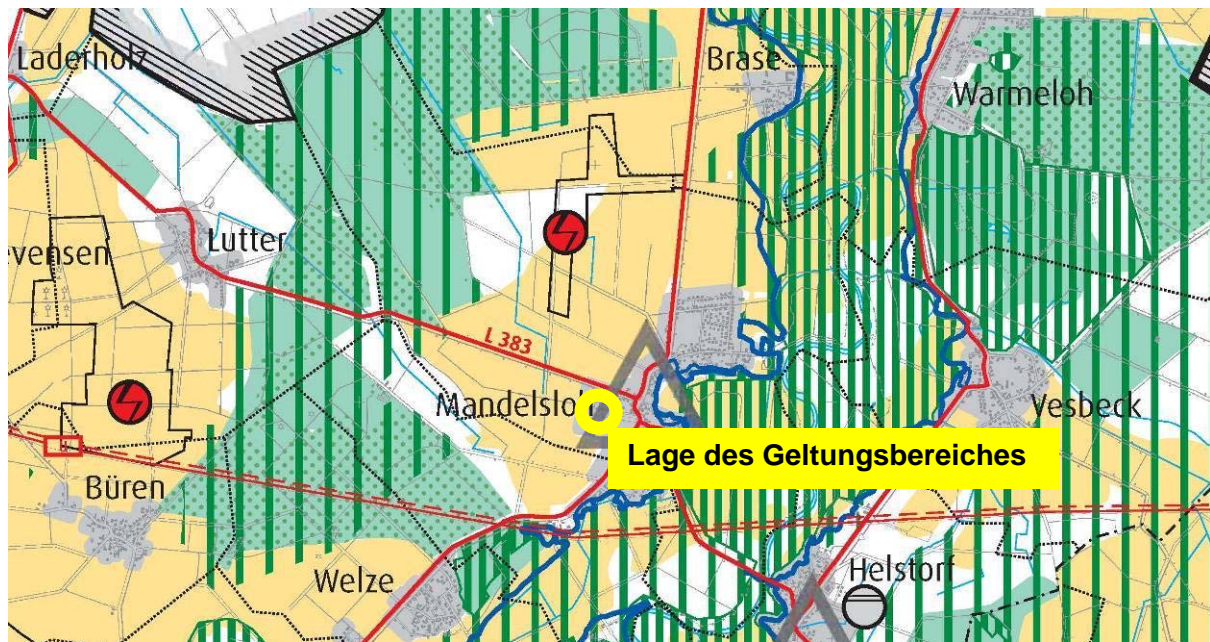 Laderholz
Brase
Warmeloh
Lutter
evensen
L 383
Mandelsloh
Vesbeck
Lage des Geltungsbereiches
Büren
Welze
Helstorf